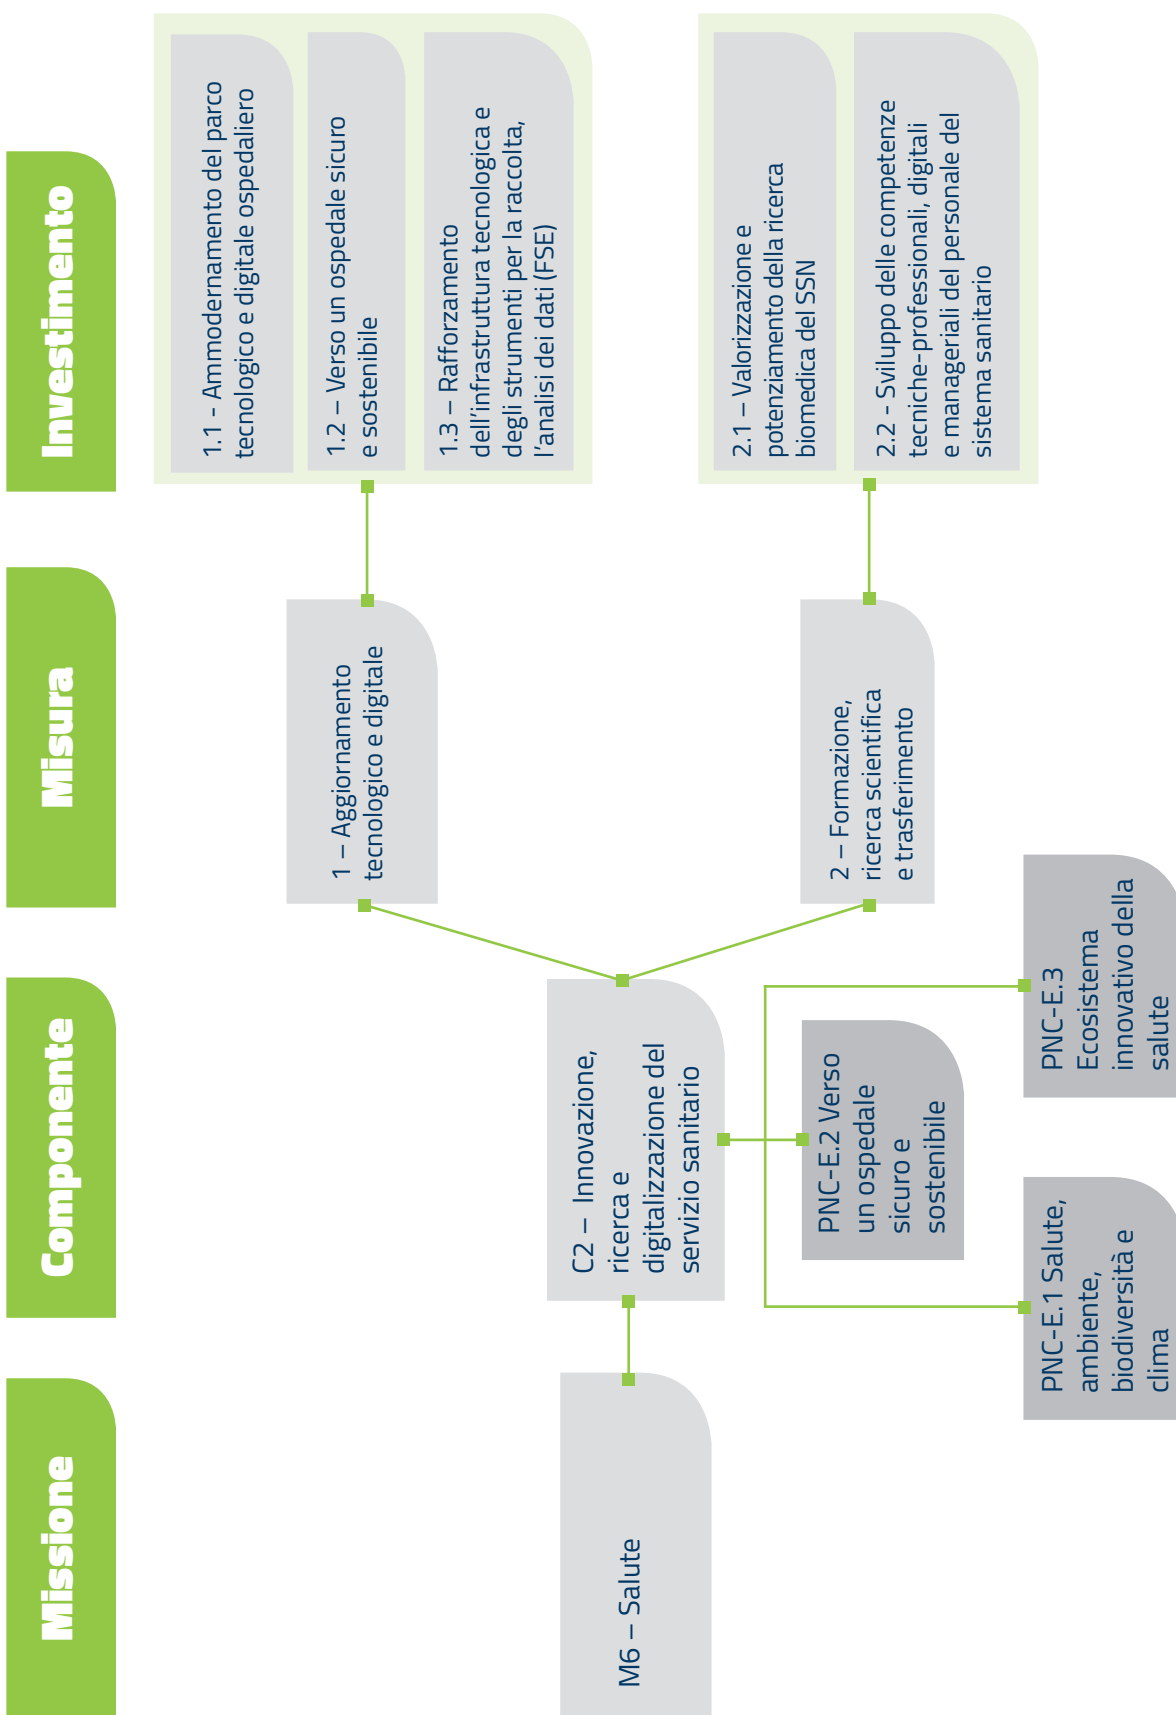 Missione
Componente
Misura
Investimento
M6 – Salute
C2 – Innovazione,
ricerca e
digitalizzazione del
servizio sanitario
PNC-E.1 Salute,
ambiente,
biodiversità e
clima
PNC-E.2 Verso
un ospedale
sicuro e
sostenibile
PNC-E.3
Ecosistema
innovativo della
salute
1 – Aggiornamento
tecnologico e digitale
2 – Formazione,
ricerca scientifica
e trasferimento
1.1 - Ammodernamento del parco
tecnologico e digitale ospedaliero
1.2 – Verso un ospedale sicuro
e sostenibile
1.3 – Rafforzamento
dell'infrastruttura tecnologica e
degli strumenti per la raccolta,
l'analisi dei dati (FSE)
2.1 – Valorizzazione e
potenziamento della ricerca
biomedica del SSN
2.2 - Sviluppo delle competenze
tecniche-professionali, digitali
e manageriali del personale del
sistema sanitario